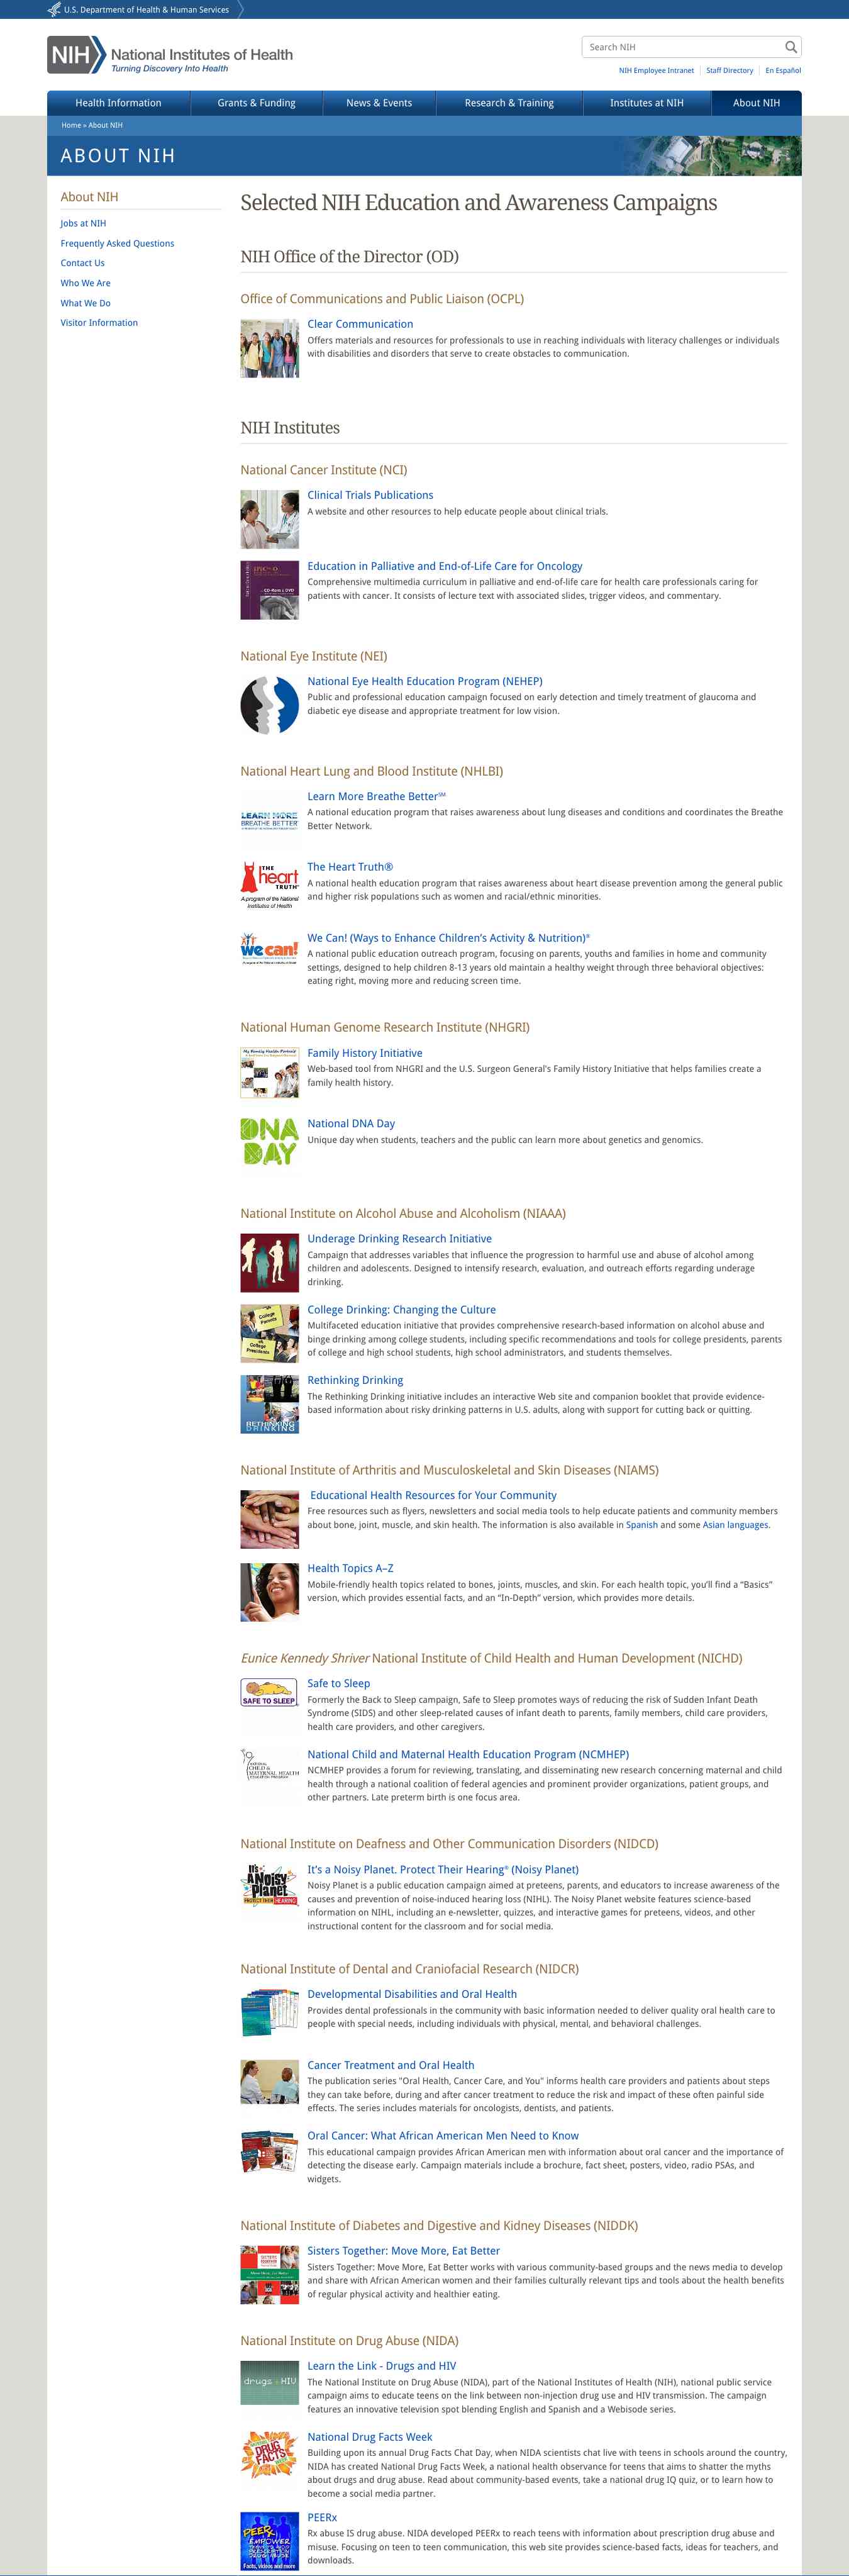 U.S. Department of Health & Human Services
NIH National Institutes of Health
Turning Discovery Into Health
Search NIH
NIH Employee Intranet | Staff Directory | En Español
Health Information
Grants & Funding
News & Events
Research & Training
Institutes at NIH
About NIH
Home » About NIH
ABOUT NIH
About NIH
Jobs at NIH
Frequently Asked Questions
Contact Us
Who We Are
What We Do
Visitor Information
Selected NIH Education and Awareness Campaigns
NIH Office of the Director (OD)
Office of Communications and Public Liaison (OCPL)
Clear Communication
Offers materials and resources for professionals to use in reaching individuals with literacy challenges or individuals
with disabilities and disorders that serve to create obstacles to communication.
NIH Institutes
National Cancer Institute (NCI)
Clinical Trials Publications
A website and other resources to help educate people about clinical trials.
CD-Rom & DVD
Education in Palliative and End-of-Life Care for Oncology
Comprehensive multimedia curriculum in palliative and end-of-life care for health care professionals caring for
patients with cancer. It consists of lecture text with associated slides, trigger videos, and commentary.
National Eye Institute (NEI)
National Eye Health Education Program (NEHEP)
Public and professional education campaign focused on early detection and timely treatment of glaucoma and
diabetic eye disease and appropriate treatment for low vision.
National Heart Lung and Blood Institute (NHLBI)
LEARN MORE
BREATHE BETTER
Learn More Breathe Better℠
A national education program that raises awareness about lung diseases and conditions and coordinates the Breathe
Better Network.
THE
heart
TRUTH
A program of the National
Institutes of Health
The Heart Truth®
A national health education program that raises awareness about heart disease prevention among the general public
and higher risk populations such as women and racial/ethnic minorities.
We can!
We Can! (Ways to Enhance Children's Activity & Nutrition)®
A national public education outreach program, focusing on parents, youths and families in home and community
settings, designed to help children 8-13 years old maintain a healthy weight through three behavioral objectives:
eating right, moving more and reducing screen time.
National Human Genome Research Institute (NHGRI)
My Family Health Portrait
Family History Initiative
Web-based tool from NHGRI and the U.S. Surgeon General's Family History Initiative that helps families create a
family health history.
DNA
DAY
National DNA Day
Unique day when students, teachers and the public can learn more about genetics and genomics.
National Institute on Alcohol Abuse and Alcoholism (NIAAA)
Underage Drinking Research Initiative
Campaign that addresses variables that influence the progression to harmful use and abuse of alcohol among
children and adolescents. Designed to intensify research, evaluation, and outreach efforts regarding underage
drinking.
College
Parents
College
Presidents
College Drinking: Changing the Culture
Multifaceted education initiative that provides comprehensive research-based information on alcohol abuse and
binge drinking among college students, including specific recommendations and tools for college presidents, parents
of college and high school students, high school administrators, and students themselves.
RETHINKING
DRINKING
Rethinking Drinking
The Rethinking Drinking initiative includes an interactive Web site and companion booklet that provide evidence-
based information about risky drinking patterns in U.S. adults, along with support for cutting back or quitting.
National Institute of Arthritis and Musculoskeletal and Skin Diseases (NIAMS)
Educational Health Resources for Your Community
Free resources such as flyers, newsletters and social media tools to help educate patients and community members
about bone, joint, muscle, and skin health. The information is also available in Spanish and some Asian languages.
Health Topics A–Z
Mobile-friendly health topics related to bones, joints, muscles, and skin. For each health topic, you'll find a "Basics"
version, which provides essential facts, and an "In-Depth" version, which provides more details.
Eunice Kennedy Shriver National Institute of Child Health and Human Development (NICHD)
SAFE TO SLEEP
Safe to Sleep
Formerly the Back to Sleep campaign, Safe to Sleep promotes ways of reducing the risk of Sudden Infant Death
Syndrome (SIDS) and other sleep-related causes of infant death to parents, family members, child care providers,
health care providers, and other caregivers.
NATIONAL
CHILD &
MATERNAL HEALTH
EDUCATION PROGRAM
National Child and Maternal Health Education Program (NCMHEP)
NCMHEP provides a forum for reviewing, translating, and disseminating new research concerning maternal and child
health through a national coalition of federal agencies and prominent provider organizations, patient groups, and
other partners. Late preterm birth is one focus area.
National Institute on Deafness and Other Communication Disorders (NIDCD)
It's
A Noisy
Planet
PROTECT THEIR HEARING
It's a Noisy Planet. Protect Their Hearing® (Noisy Planet)
Noisy Planet is a public education campaign aimed at preteens, parents, and educators to increase awareness of the
causes and prevention of noise-induced hearing loss (NIHL). The Noisy Planet website features science-based
information on NIHL, including an e-newsletter, quizzes, and interactive games for preteens, videos, and other
instructional content for the classroom and for social media.
National Institute of Dental and Craniofacial Research (NIDCR)
Developmental Disabilities and Oral Health
Provides dental professionals in the community with basic information needed to deliver quality oral health care to
people with special needs, including individuals with physical, mental, and behavioral challenges.
Cancer Treatment and Oral Health
The publication series "Oral Health, Cancer Care, and You" informs health care providers and patients about steps
they can take before, during and after cancer treatment to reduce the risk and impact of these often painful side
effects. The series includes materials for oncologists, dentists, and patients.
Oral Cancer: What African American Men Need to Know
This educational campaign provides African American men with information about oral cancer and the importance of
detecting the disease early. Campaign materials include a brochure, fact sheet, posters, video, radio PSAs, and
widgets.
National Institute of Diabetes and Digestive and Kidney Diseases (NIDDK)
Sisters Together: Move More, Eat Better
Sisters Together: Move More, Eat Better works with various community-based groups and the news media to develop
and share with African American women and their families culturally relevant tips and tools about the health benefits
of regular physical activity and healthier eating.
National Institute on Drug Abuse (NIDA)
drugs + HIV
Learn the Link - Drugs and HIV
The National Institute on Drug Abuse (NIDA), part of the National Institutes of Health (NIH), national public service
campaign aims to educate teens on the link between non-injection drug use and HIV transmission. The campaign
features an innovative television spot blending English and Spanish and a Webisode series.
DRUG
FACTS
National Drug Facts Week
Building upon its annual Drug Facts Chat Day, when NIDA scientists chat live with teens in schools around the country,
NIDA has created National Drug Facts Week, a national health observance for teens that aims to shatter the myths
about drugs and drug abuse. Read about community-based events, take a national drug IQ quiz, or to learn how to
become a social media partner.
PEERx
EMPOWER
Facts, videos and more
PEERx
Rx abuse IS drug abuse. NIDA developed PEERx to reach teens with information about prescription drug abuse and
misuse. Focusing on teen to teen communication, this web site provides science-based facts, ideas for teachers, and
downloads.